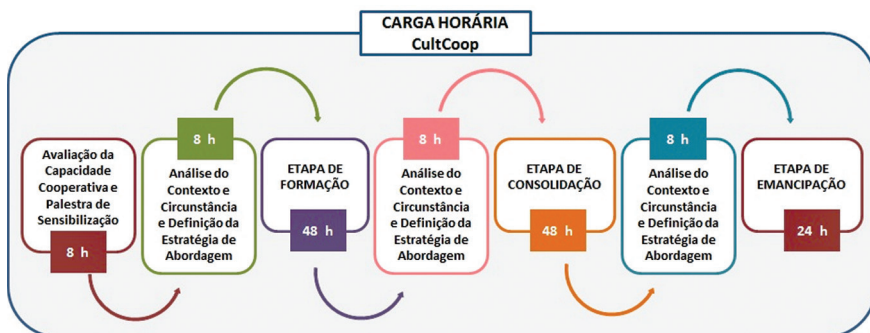 CARGA HORÁRIA
CultCoop
Avaliação da
Capacidade
Cooperativa e
Palestra de
Sensibilização
8 h
8 h
Análise do
Contexto e
Circunstância
e Definição da
Estratégia de
Abordagem
ETAPA DE
FORMAÇÃO
48 h
8 h
Análise do
Contexto e
Circunstância
e Definição da
Estratégia de
Abordagem
ETAPA DE
CONSOLIDAÇÃO
48 h
8 h
Análise do
Contexto e
Circunstância
e Definição da
Estratégia de
Abordagem
ETAPA DE
EMANCIPAÇÃO
24 h